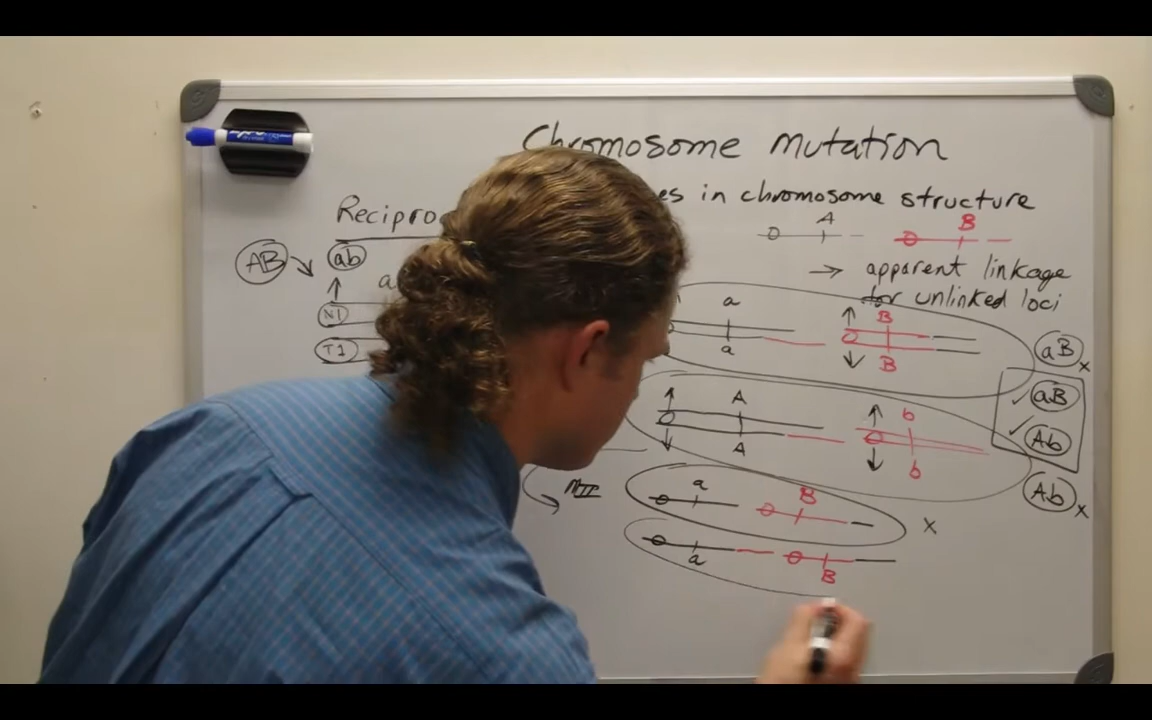 Chromosome Mutation
es in chromosome structure
Recipro
A B
AB ab
→ apparent linkage
for unlinked loci
a
N1 a B
T1 a B aB x
A b ✓ aB
✓ Ab
A b Ab x
MII a B x
a B